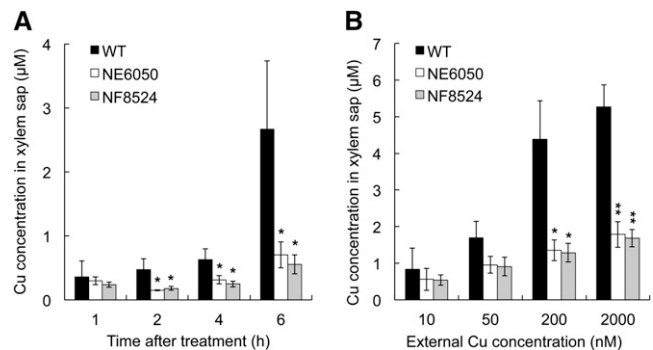 A
Cu concentration in xylem sap (µM)
4
3
2
1
0
WT
NE6050
NF8524
* *
* *
*
*
1 2 4 6
Time after treatment (h)
B
Cu concentration in xylem sap (µM)
7
6
5
4
3
2
1
0
WT
NE6050
NF8524
*
*
**
**
10 50 200 2000
External Cu concentration (nM)